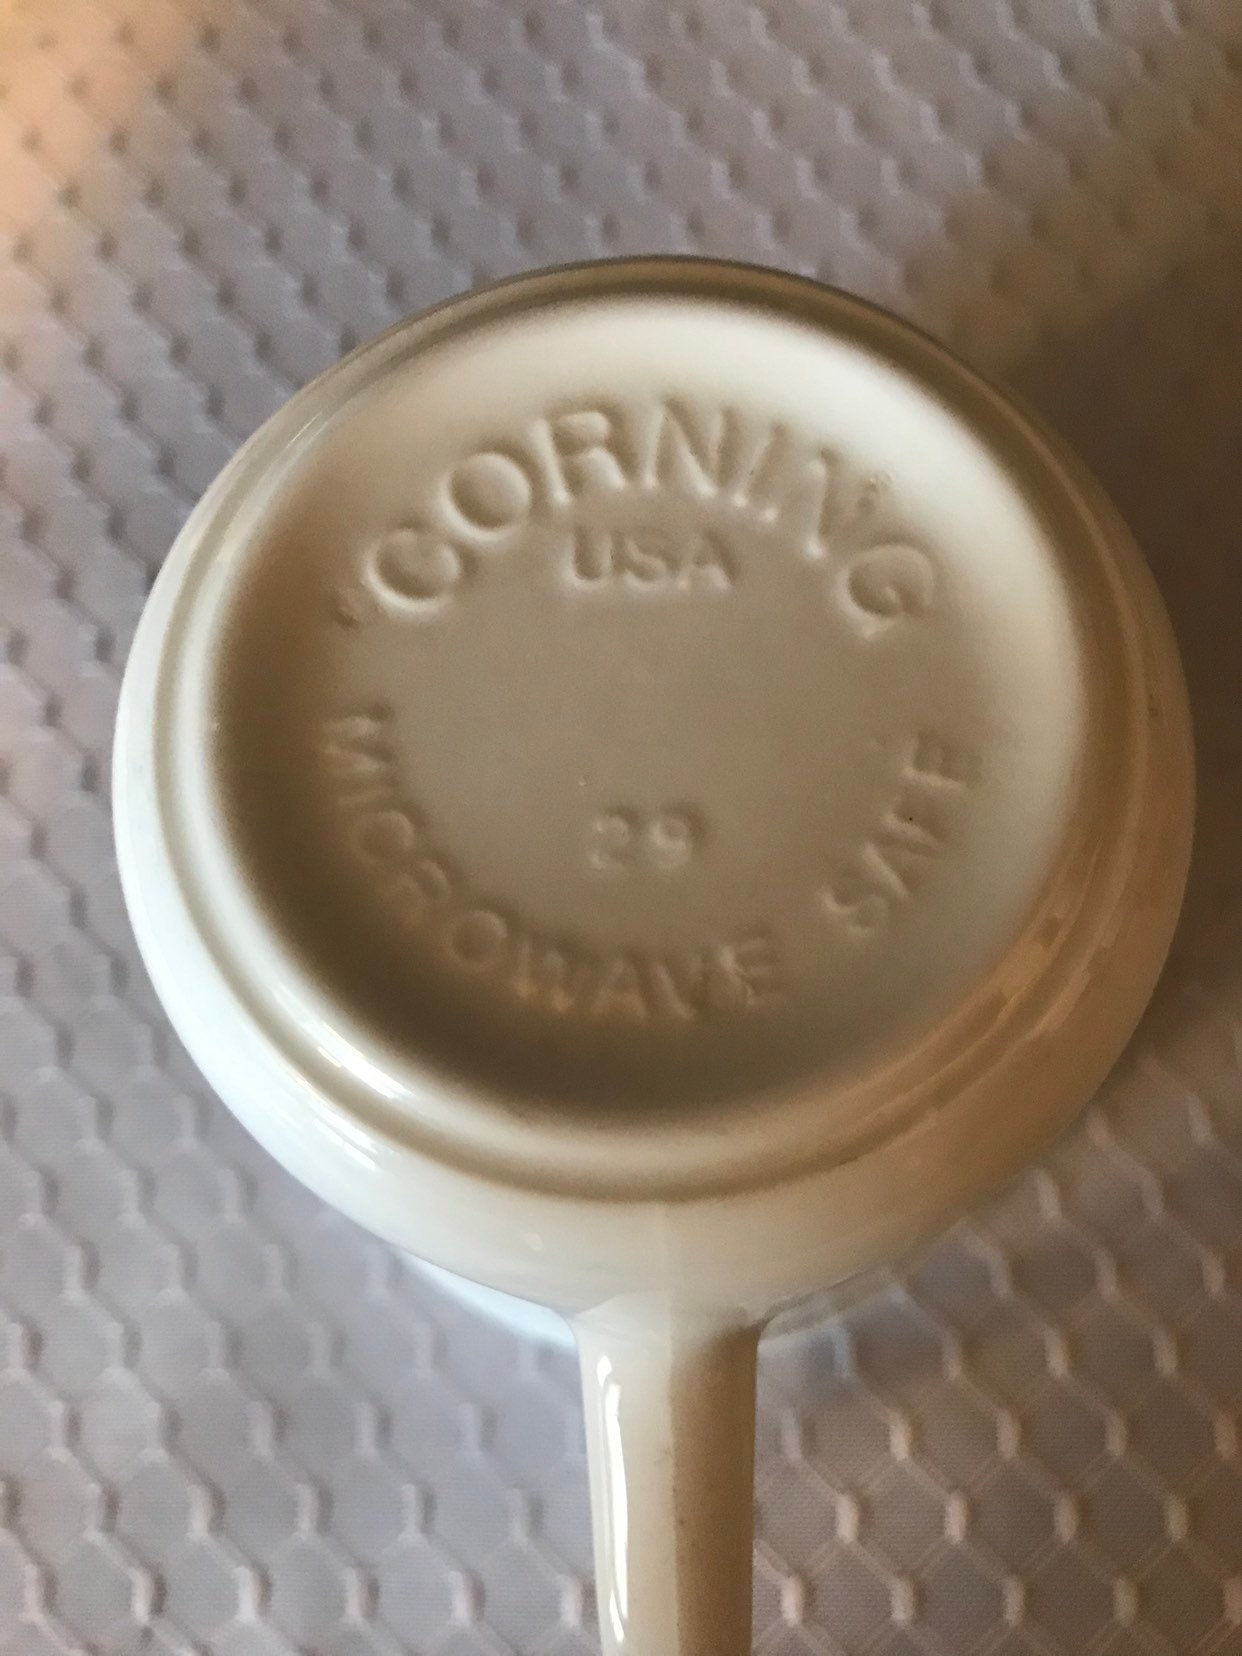 CORNING
USA
29
MICROWAVE SAFE